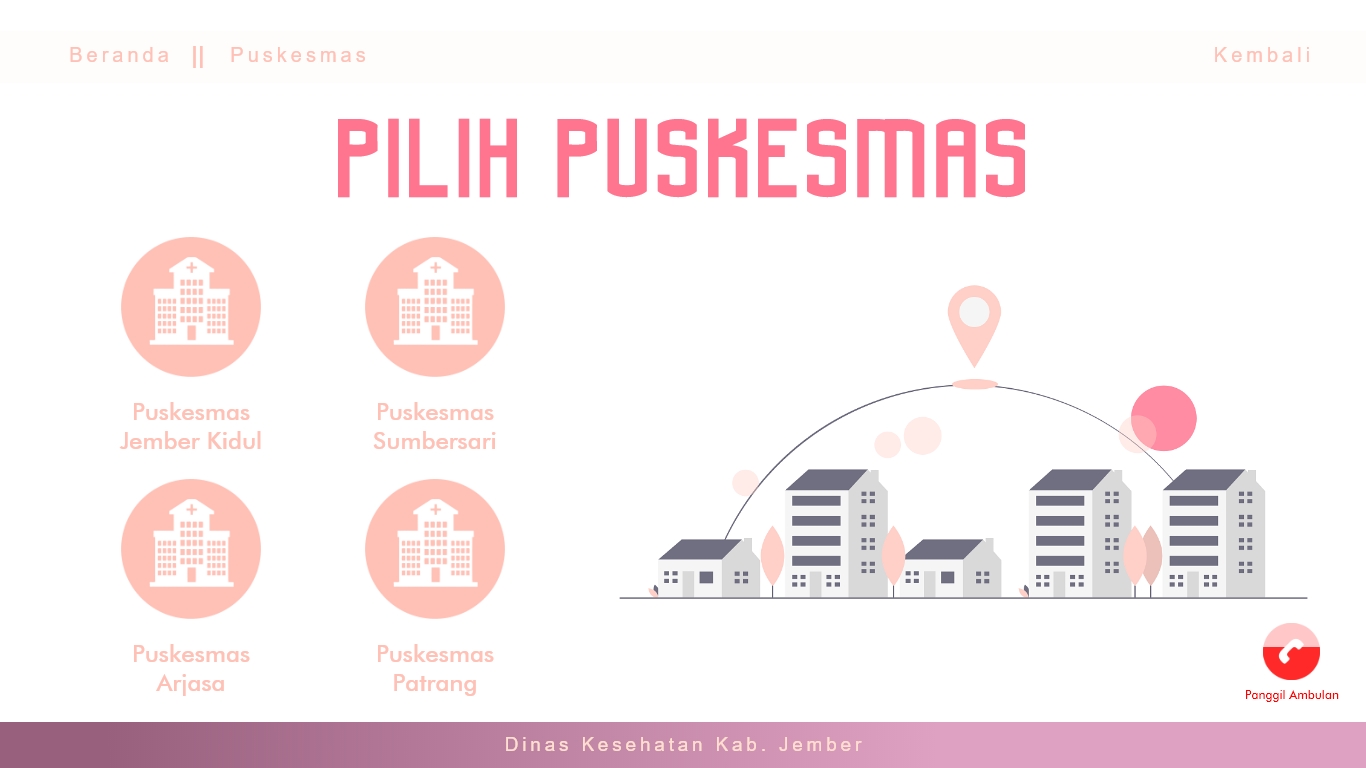 Beranda || Puskesmas
Kembali
PILIH PUSKESMAS
Puskesmas
Jember Kidul
Puskesmas
Sumbersari
Puskesmas
Arjasa
Puskesmas
Patrang
Panggil Ambulan
Dinas Kesehatan Kab. Jember